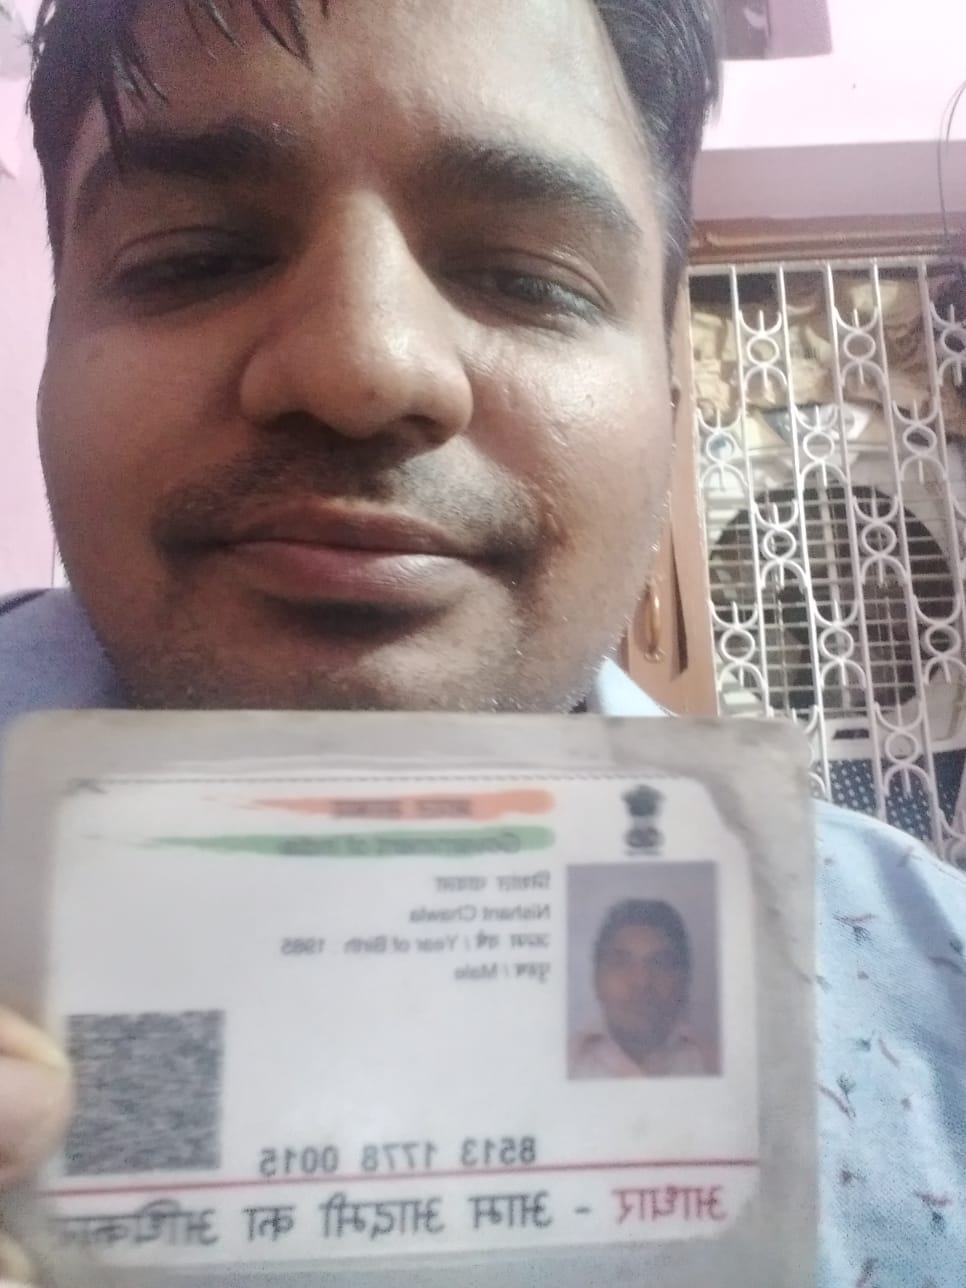 भारत सरकार
Government of India
निशांत चावला
Nishant Chawla
जन्म वर्ष / Year of Birth : 1985
पुरुष / Male
8513 1778 0015
आधार - आम आदमी का अधिकार